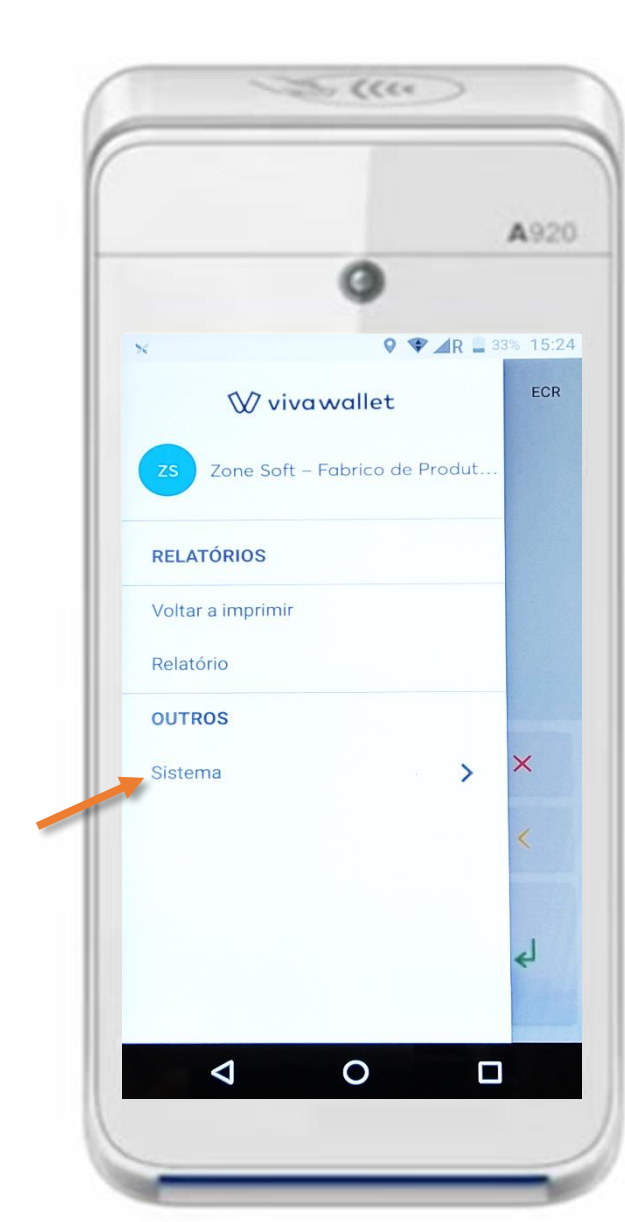 A920
R 33% 15:24
vivawallet
ECR
ZS Zone Soft – Fabrico de Produt...
RELATÓRIOS
Voltar a imprimir
Relatório
OUTROS
Sistema